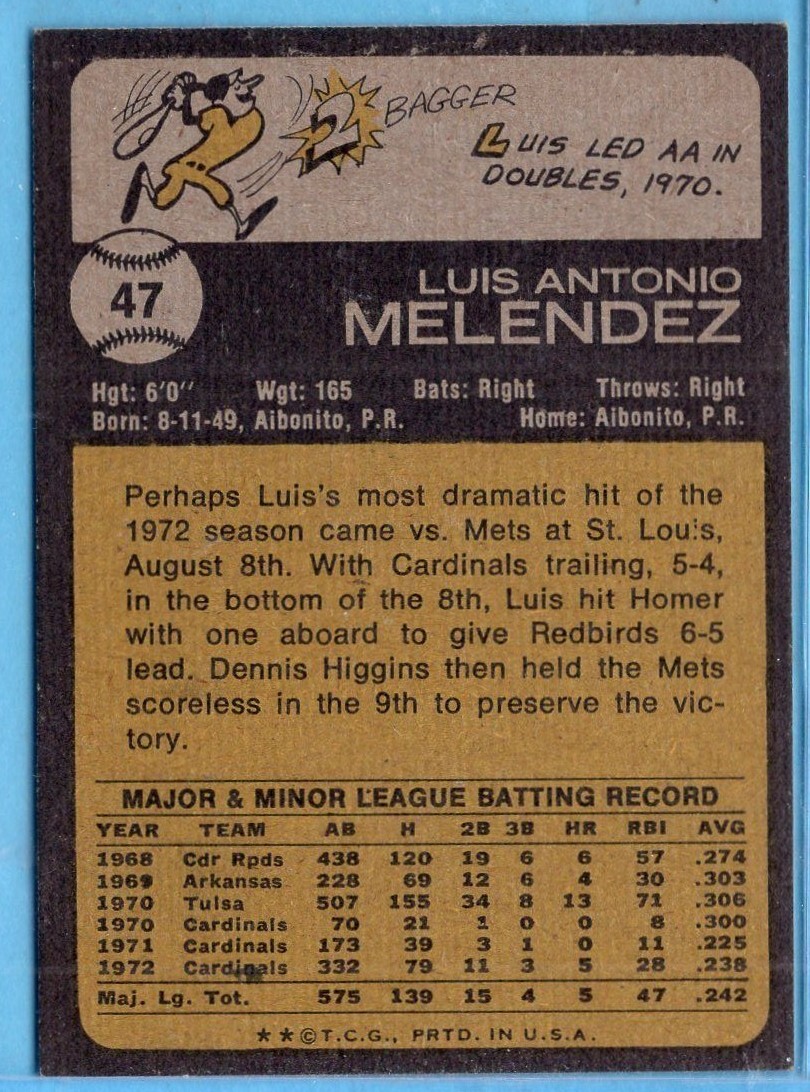 2 BAGGER
LUIS LED AA IN
DOUBLES, 1970.
47
LUIS ANTONIO
MELENDEZ
Hgt: 6'0" Wgt: 165 Bats: Right Throws: Right
Born: 8-11-49, Aibonito, P.R. Home: Aibonito, P.R.
Perhaps Luis's most dramatic hit of the
1972 season came vs. Mets at St. Louis,
August 8th. With Cardinals trailing, 5-4,
in the bottom of the 8th, Luis hit Homer
with one aboard to give Redbirds 6-5
lead. Dennis Higgins then held the Mets
scoreless in the 9th to preserve the vic-
tory.
MAJOR & MINOR LEAGUE BATTING RECORD
YEAR TEAM AB H 2B 3B HR RBI AVG
1968 Cdr Rpds 438 120 19 6 6 57 .274
1969 Arkansas 228 69 12 6 4 30 .303
1970 Tulsa 507 155 34 8 13 71 .306
1970 Cardinals 70 21 1 0 0 8 .300
1971 Cardinals 173 39 3 1 0 11 .225
1972 Cardinals 332 79 11 3 5 28 .238
Maj. Lg. Tot. 575 139 15 4 5 47 .242
**©T.C.G., PRTD. IN U.S.A.